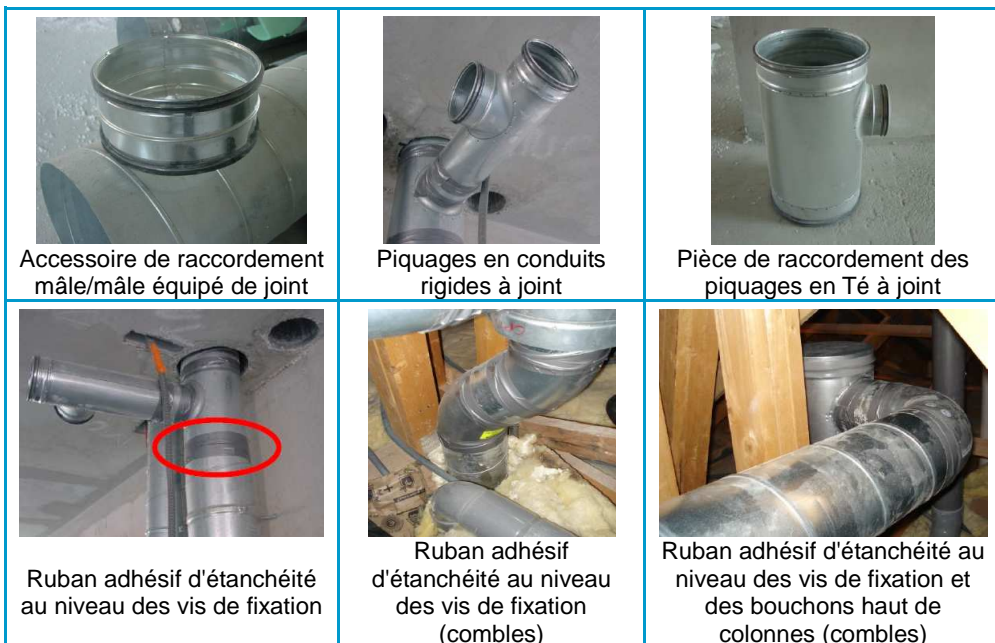 Accessoire de raccordement
mâle/mâle équipé de joint
Piquages en conduits
rigides à joint
Pièce de raccordement des
piquages en Té à joint
Ruban adhésif d'étanchéité
au niveau des vis de fixation
Ruban adhésif
d'étanchéité au niveau
des vis de fixation
(combles)
Ruban adhésif d'étanchéité au
niveau des vis de fixation et
des bouchons haut de
colonnes (combles)